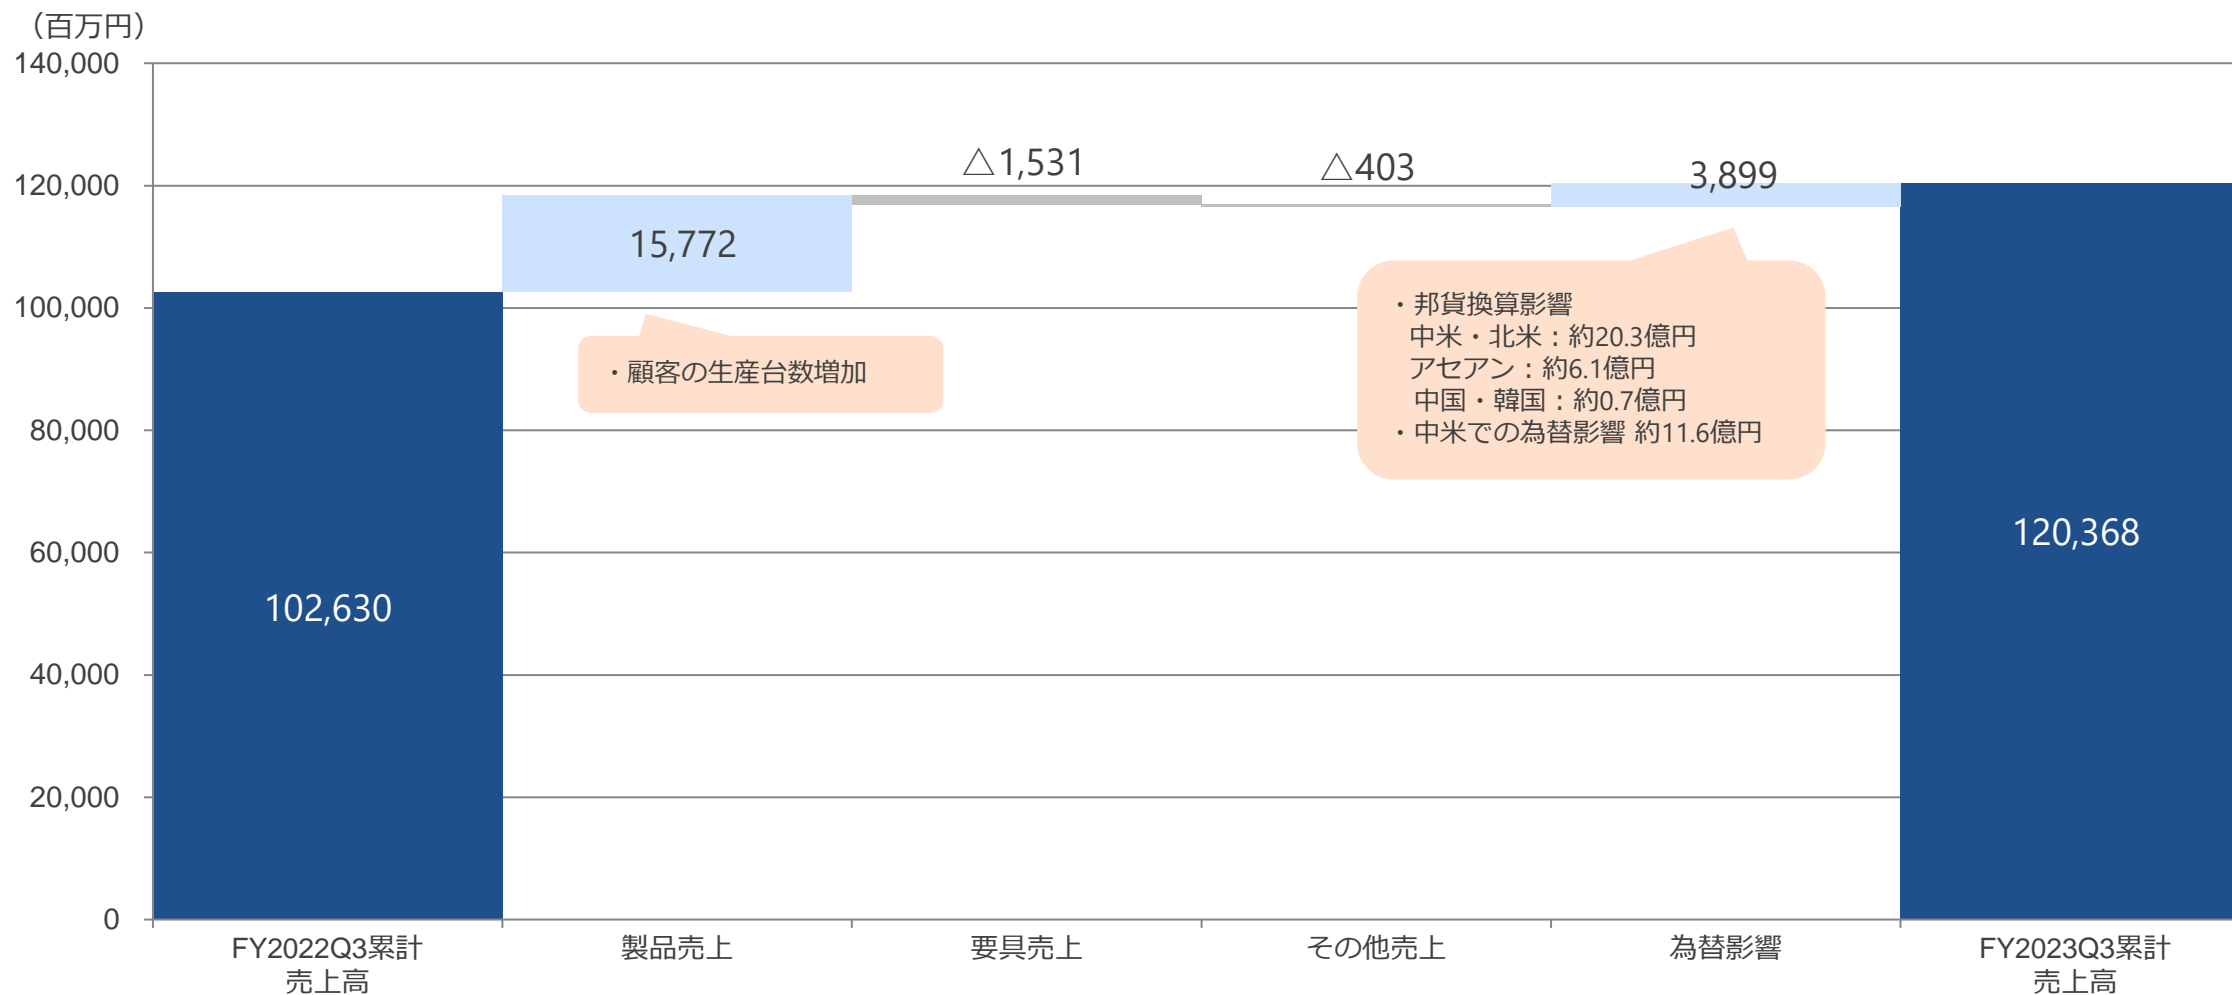 （百万円）
140,000
120,000
100,000
80,000
60,000
40,000
20,000
0
102,630
15,772
△1,531
△403
3,899
120,368
・顧客の生産台数増加
・邦貨換算影響
中米・北米：約20.3億円
アセアン：約6.1億円
中国・韓国：約0.7億円
・中米での為替影響 約11.6億円
FY2022Q3累計
売上高
製品売上
要具売上
その他売上
為替影響
FY2023Q3累計
売上高